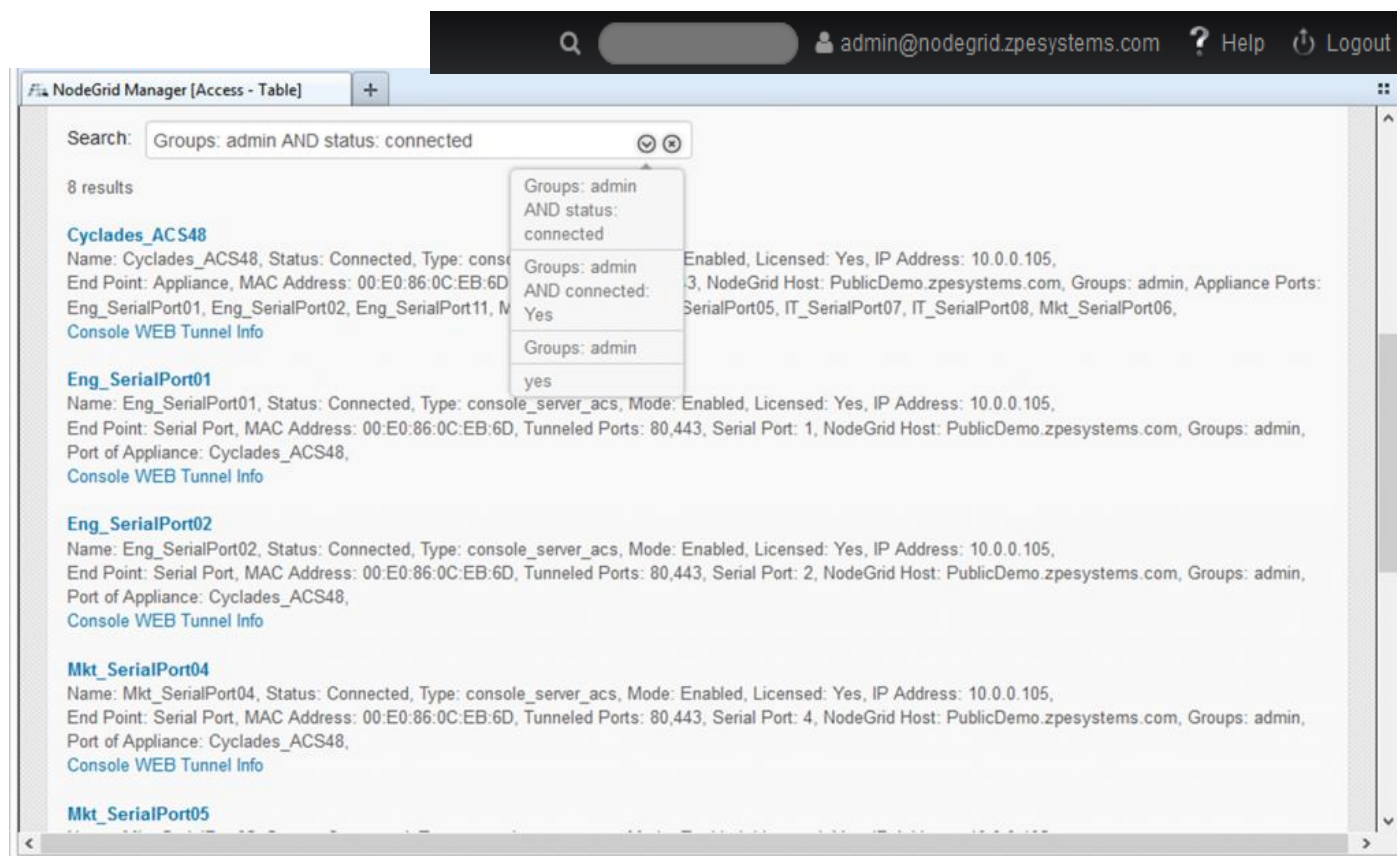 admin@nodegrid.zpesystems.com ? Help Logout
NodeGrid Manager [Access - Table] +
Search: Groups: admin AND status: connected
8 results
Groups: admin
AND status:
connected
Groups: admin
AND connected:
Yes
Groups: admin
yes
Cyclades_ACS48
Name: Cyclades_ACS48, Status: Connected, Type: Enabled, Licensed: Yes, IP Address: 10.0.0.105,
End Point: Appliance, MAC Address: 00:E0:86:0C:EB:6D 3, NodeGrid Host: PublicDemo.zpesystems.com, Groups: admin, Appliance Ports:
Eng_SerialPort01, Eng_SerialPort02, Eng_SerialPort11, SerialPort05, IT_SerialPort07, IT_SerialPort08, Mkt_SerialPort06,
Console WEB Tunnel Info
Eng_SerialPort01
Name: Eng_SerialPort01, Status: Connected, Type: console_server_acs, Mode: Enabled, Licensed: Yes, IP Address: 10.0.0.105,
End Point: Serial Port, MAC Address: 00:E0:86:0C:EB:6D, Tunneled Ports: 80,443, Serial Port: 1, NodeGrid Host: PublicDemo.zpesystems.com, Groups: admin,
Port of Appliance: Cyclades_ACS48,
Console WEB Tunnel Info
Eng_SerialPort02
Name: Eng_SerialPort02, Status: Connected, Type: console_server_acs, Mode: Enabled, Licensed: Yes, IP Address: 10.0.0.105,
End Point: Serial Port, MAC Address: 00:E0:86:0C:EB:6D, Tunneled Ports: 80,443, Serial Port: 2, NodeGrid Host: PublicDemo.zpesystems.com, Groups: admin,
Port of Appliance: Cyclades_ACS48,
Console WEB Tunnel Info
Mkt_SerialPort04
Name: Mkt_SerialPort04, Status: Connected, Type: console_server_acs, Mode: Enabled, Licensed: Yes, IP Address: 10.0.0.105,
End Point: Serial Port, MAC Address: 00:E0:86:0C:EB:6D, Tunneled Ports: 80,443, Serial Port: 4, NodeGrid Host: PublicDemo.zpesystems.com, Groups: admin,
Port of Appliance: Cyclades_ACS48,
Console WEB Tunnel Info
Mkt_SerialPort05